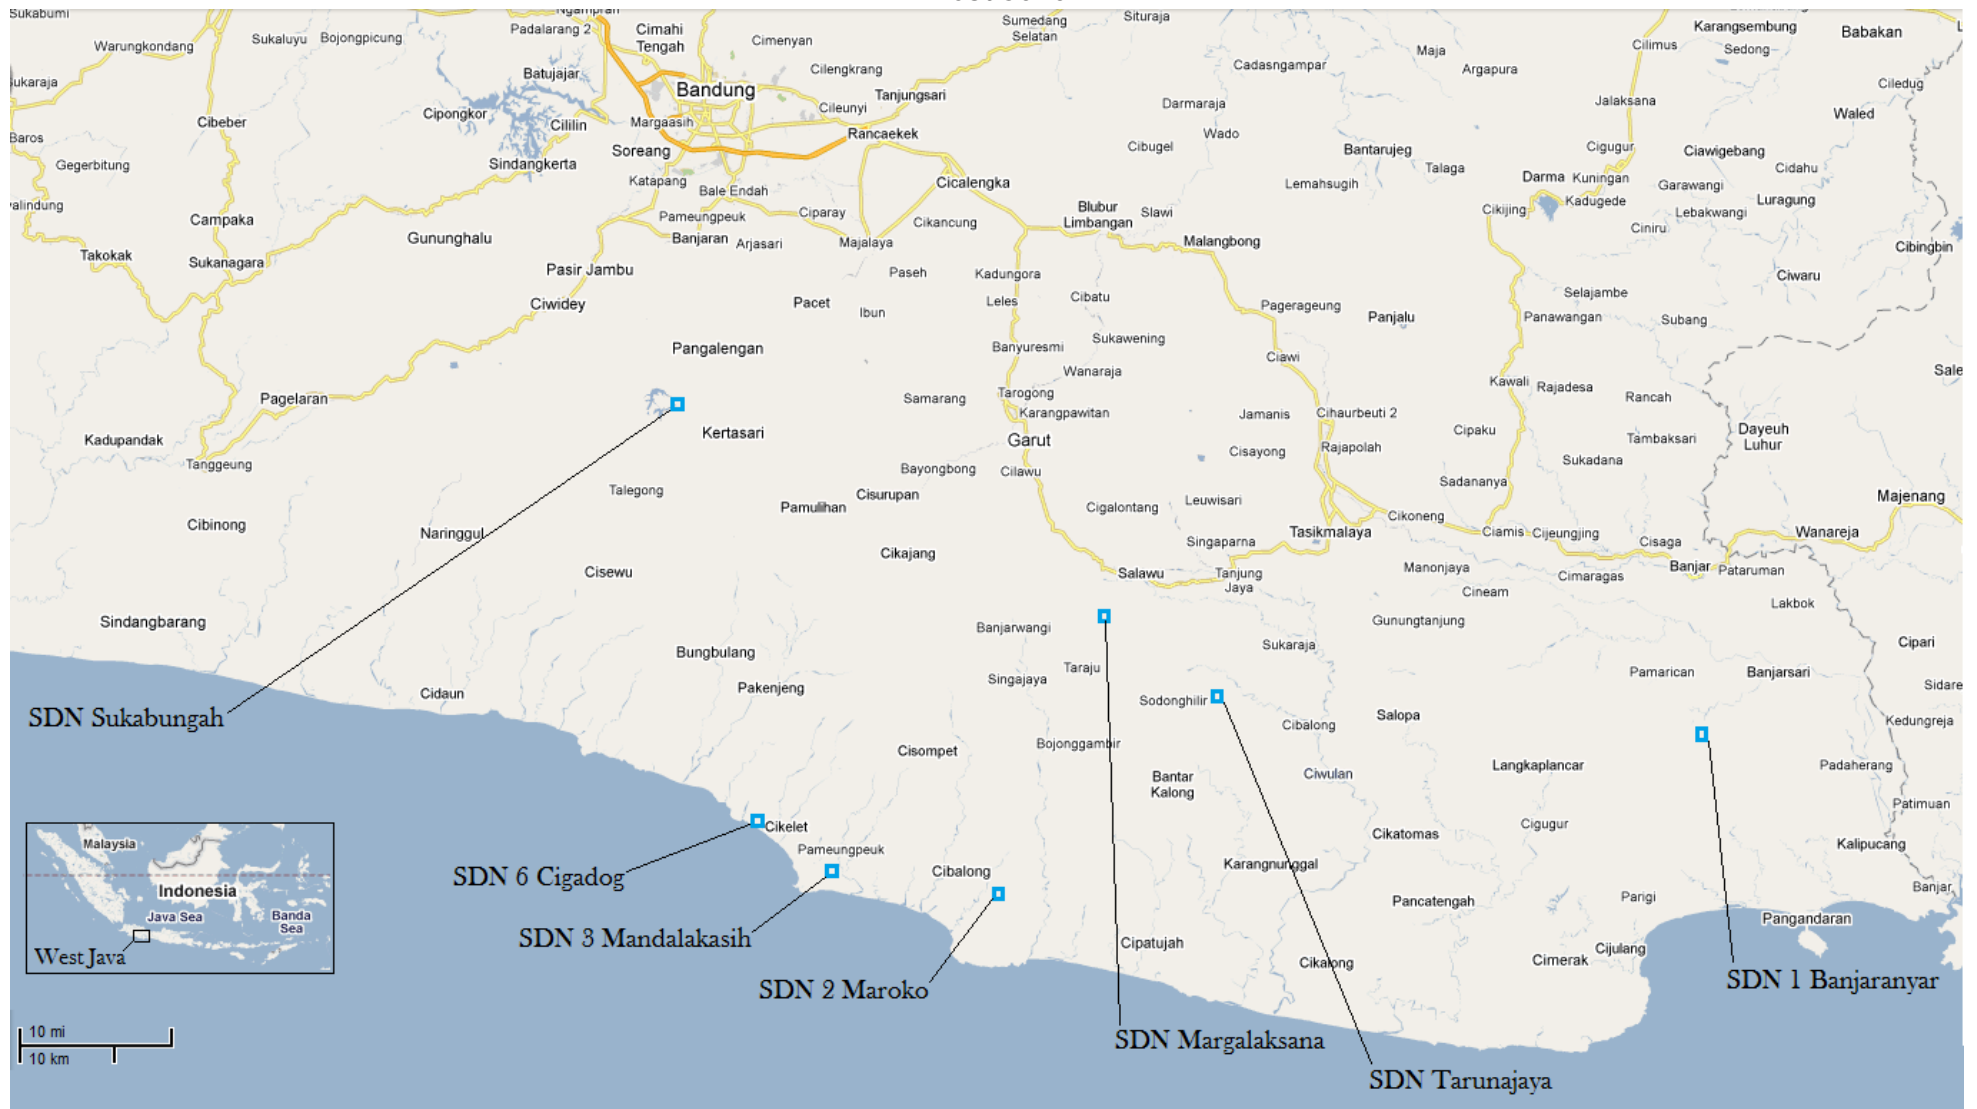 Sukabumi
Ngamprah
Padalarang 2
Cimahi
Tengah
Cimenyan
Sumedang
Selatan
Situraja
Karangsembung
Babakan
Warungkondang
Sukaluyu
Bojongpicung
Cilimus
Sedong
Maja
Argapura
Cadasngampar
Batujajar
Cilengkrang
ukaraja
Bandung
Tanjungsari
Ciledug
Cipongkor
Cileunyi
Darmaraja
Jalaksana
Waled
Cibeber
Cililin
Margaasih
Rancaekek
Wado
Baros
Soreang
Cibugel
Bantarujeg
Cigugur
Ciawigebang
Gegerbitung
Sindangkerta
Talaga
Cidahu
Katapang
Bale Endah
Cicalengka
Lemahsugih
Darma
Kuningan
Garawangi
alindung
Campaka
Pameungpeuk
Ciparay
Cikancung
Blubur
Limbangan
Slawi
Cikijing
Kadugede
Lebakwangi
Luragung
Gununghalu
Banjaran
Arjasari
Majalaya
Malangbong
Ciniru
Cibingbin
Takokak
Sukanagara
Pasir Jambu
Paseh
Kadungora
Ciwaru
Ciwidey
Pacet
Ibun
Leles
Cibatu
Pagerageung
Panjalu
Selajambe
Panawangan
Subang
Pangalengan
Banyuresmi
Sukawening
Ciawi
Wanaraja
Sale
Pagelaran
Samarang
Tarogong
Karangpawitan
Jamanis
Cihaurbeuti 2
Kawali
Rajadesa
Rancah
Kadupandak
Kertasari
Garut
Cipaku
Tambaksari
Dayeuh
Luhur
Tanggeung
Bayongbong
Cilawu
Cisayong
Rajapolah
Sukadana
Talegong
Cisurupan
Pamulihan
Cigalontang
Leuwisari
Sadananya
Majenang
Cibinong
Naringgul
Cikajang
Singaparna
Tasikmalaya
Cikoneng
Ciamis
Cijeungjing
Cisaga
Wanareja
Cisewu
Salawu
Tanjung
Jaya
Manonjaya
Cineam
Cimaragas
Banjar
Pataruman
Lakbok
Sindangbarang
Banjarwangi
Gunungtanjung
Cipari
Bungbulang
Taraju
Sukaraja
Pamarican
Banjarsari
Cidaun
Pakenjeng
Singajaya
Sodonghilir
Sidare
SDN Sukabungah
Cibalong
Salopa
Kedungreja
Cisompet
Bojonggambir
Bantar
Kalong
Ciwulan
Langkaplancar
Padaherang
Patimuan
Cikelet
Cikatomas
Cigugur
Kalipucang
Pameungpeuk
Cibalong
Karangnunggal
SDN 6 Cigadog
Pancatengah
Parigi
Banjar
Pangandaran
SDN 3 Mandalakasih
Cipatujah
Cikalong
Cimerak
Cijulang
SDN 2 Maroko
SDN 1 Banjaranyar
SDN Margalaksana
SDN Tarunajaya
Malaysia
Indonesia
Java Sea
Banda
Sea
West Java
10 mi
10 km